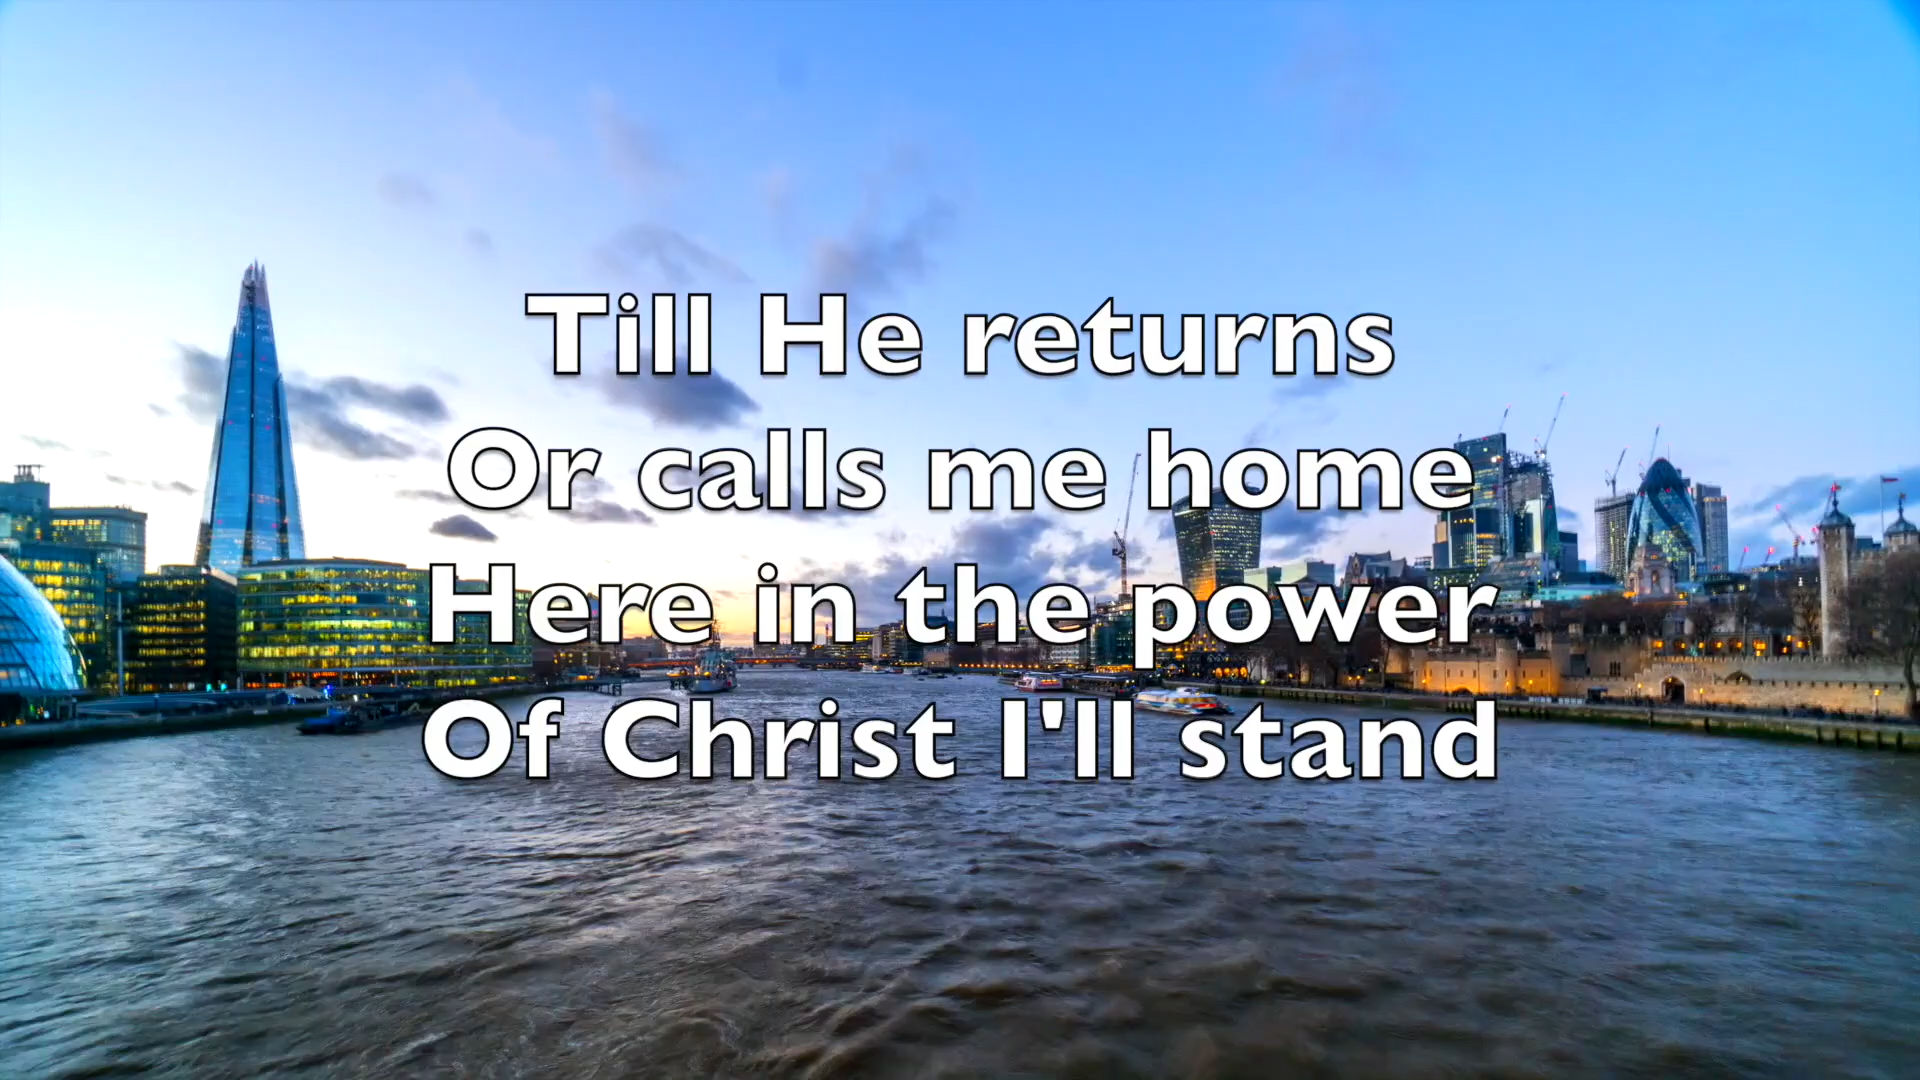 Till He returns
Or calls me home
Here in the power
Of Christ I'll stand